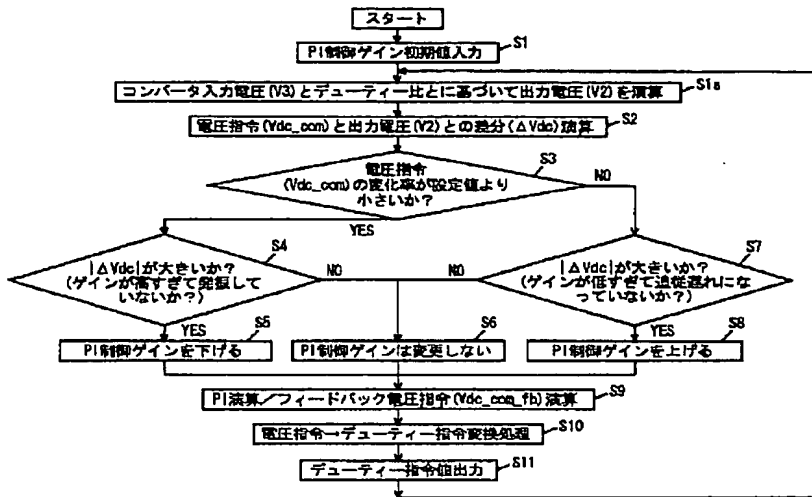 スタート
PI制御ゲイン初期値入力
S1
コンバータ入力電圧(V3)とデューティー比とに基づいて出力電圧(V2)を演算
S1a
電圧指令(Vdc_com)と出力電圧(V2)との差分(ΔVdc)演算
S2
電圧指令
(Vdc_com)の変化率が設定値より
小さいか?
S3
YES
NO
|ΔVdc|が大きいか?
(ゲインが高すぎて発振して
いないか?)
S4
NO
YES
|ΔVdc|が大きいか?
(ゲインが低すぎて追従遅れにな
っていないか?)
S7
NO
YES
PI制御ゲインを下げる
S5
PI制御ゲインは変更しない
S6
PI制御ゲインを上げる
S8
PI演算/フィードバック電圧指令(Vdc_com_fb)演算
S9
電圧指令→デューティー指令変換処理
S10
デューティー指令値出力
S11